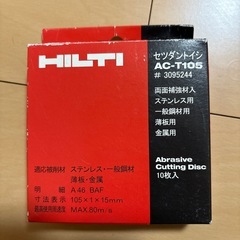 HILTI
セツダントイシ
AC-T105
# 3095244
両面補強材入
ステンレス用
一般鋼材用
薄板用
金属用
Abrasive
Cutting Disc
10枚入
適応被削材 ステンレス・一般鋼材
薄板・金属
明細 A 46 BAF
寸法表示 105×1×15mm
最高使用周速度 MAX.80m/s